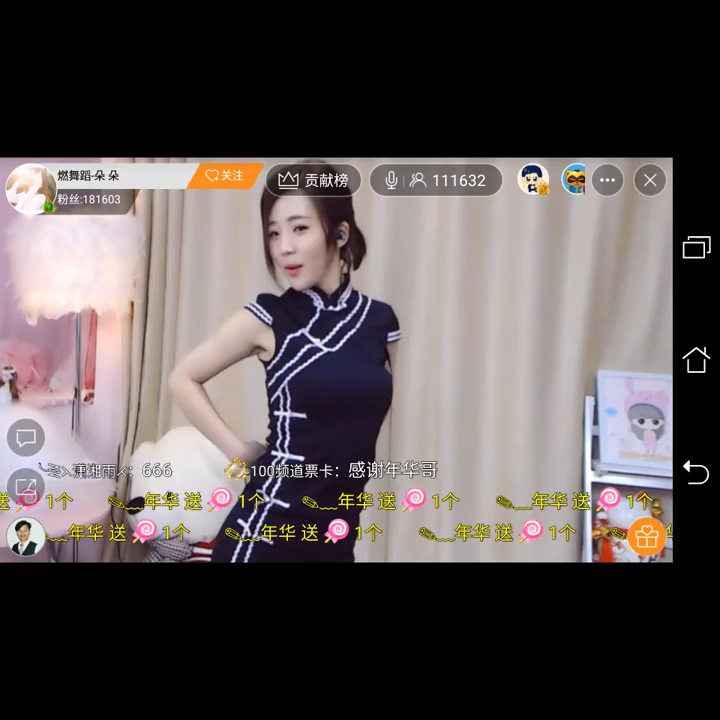 燃舞蹈-朵 朵
关注
粉丝:181603
贡献榜
111632
潇湘雨
：666
100频道票卡：感谢年华哥
送 1个 年华 送 1个 年华 送 1个 年华 送 1个
年华 送 1个 年华 送 1个 年华 送 1个